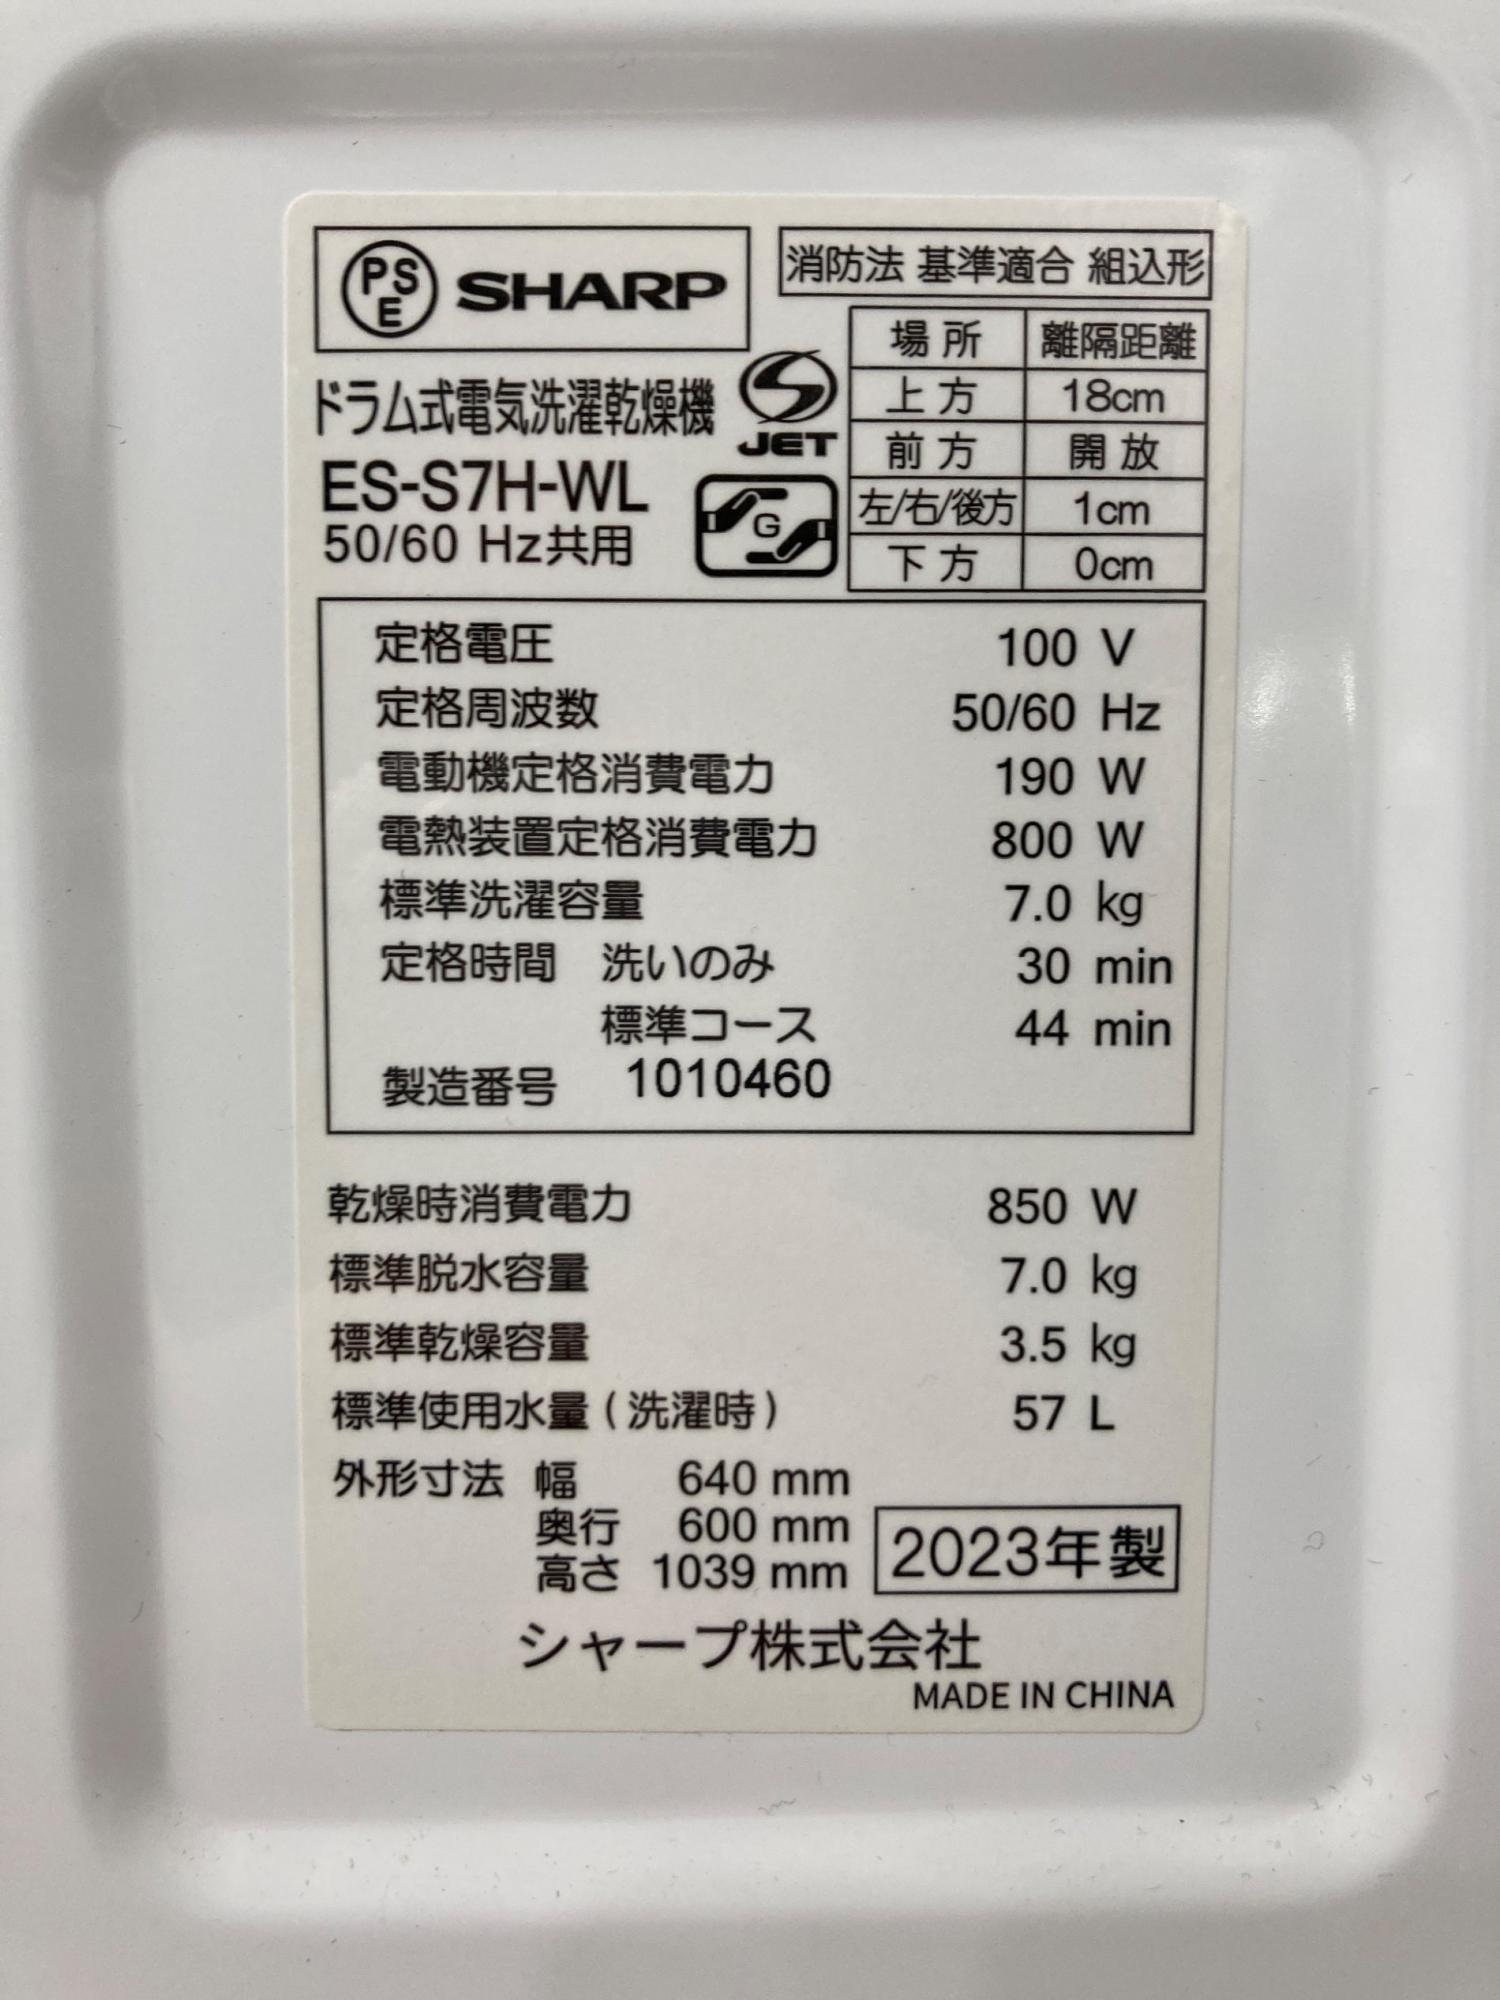 PSE SHARP
消防法 基準適合 組込形
場所 離隔距離
上方 18cm
前方 開放
左/右/後方 1cm
下方 0cm
ドラム式電気洗濯乾燥機
JET
ES-S7H-WL
G
50/60 Hz共用
定格電圧 100 V
定格周波数 50/60 Hz
電動機定格消費電力 190 W
電熱装置定格消費電力 800 W
標準洗濯容量 7.0 kg
定格時間 洗いのみ 30 min
標準コース 44 min
製造番号 1010460
乾燥時消費電力 850 W
標準脱水容量 7.0 kg
標準乾燥容量 3.5 kg
標準使用水量(洗濯時) 57 L
外形寸法 幅 640 mm
奥行 600 mm
高さ 1039 mm
2023年製
シャープ株式会社
MADE IN CHINA